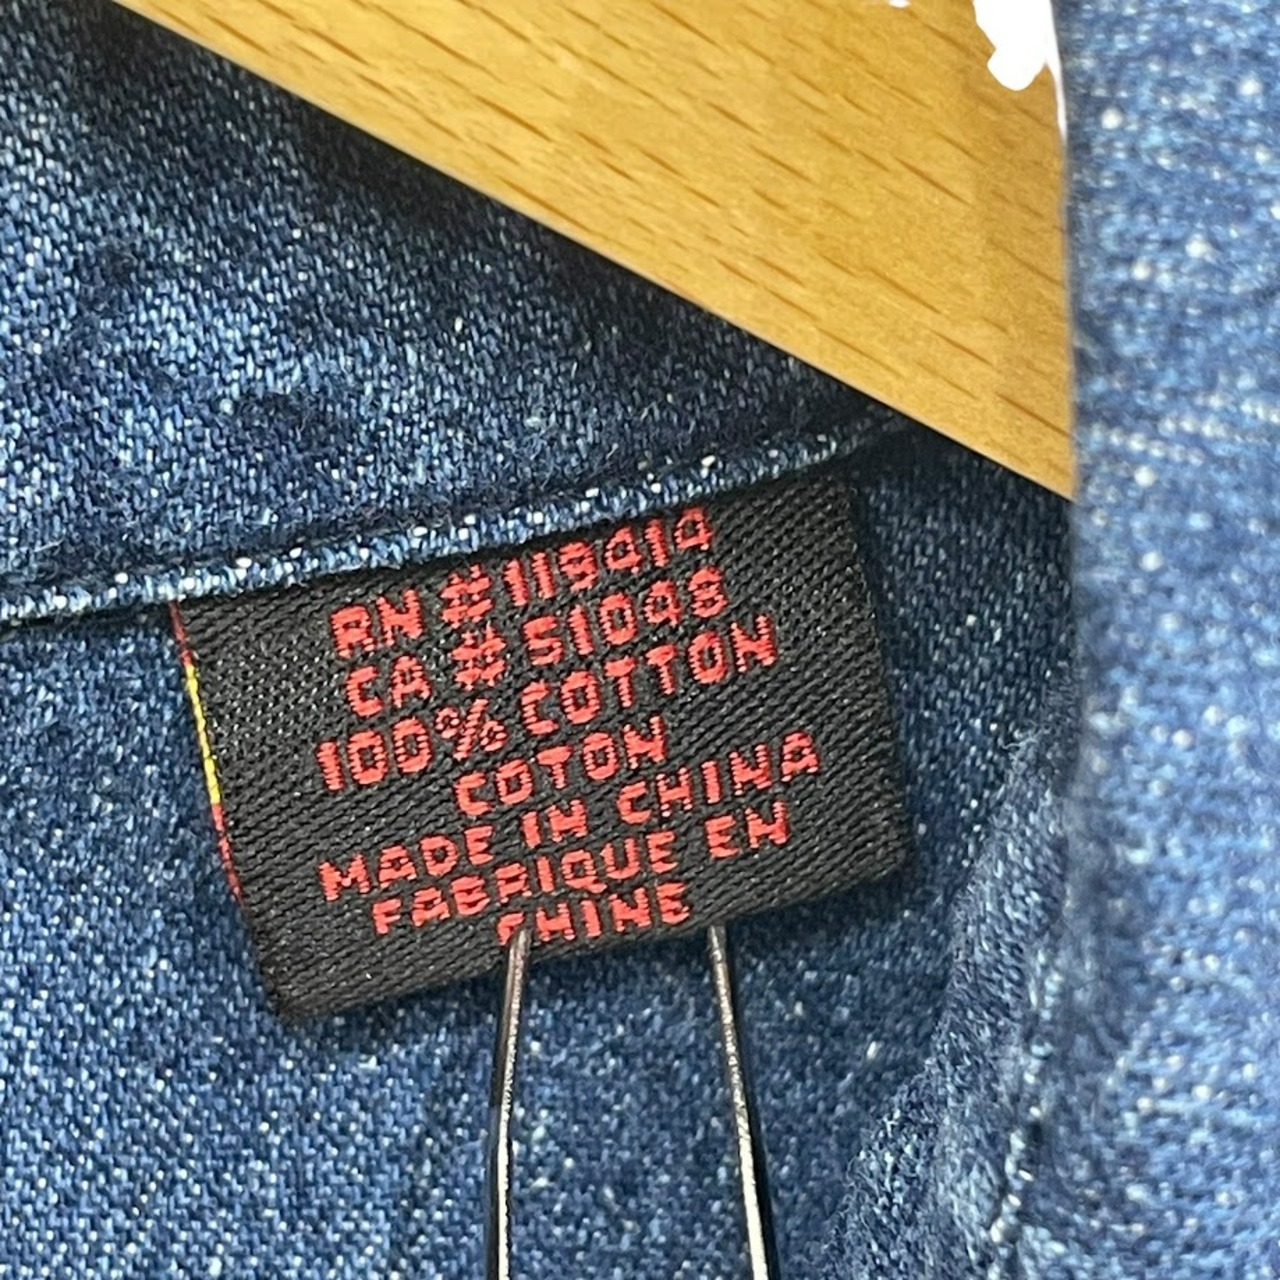 RN #119414
CA #51048
100% COTTON
COTON
MADE IN CHINA
FABRIQUE EN
CHINE